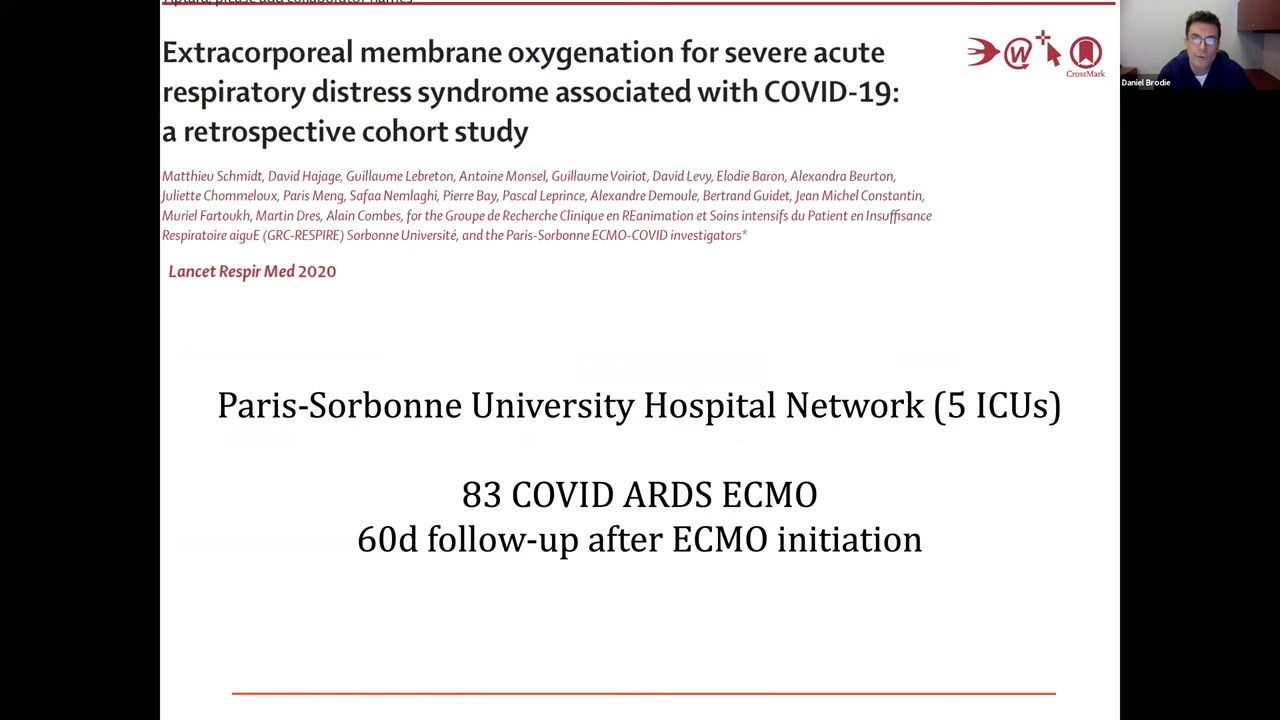 Aptara, please add collaborator names
Extracorporeal membrane oxygenation for severe acute
respiratory distress syndrome associated with COVID-19:
a retrospective cohort study
CrossMark
Daniel Brodie
Matthieu Schmidt, David Hajage, Guillaume Lebreton, Antoine Monsel, Guillaume Voiriot, David Levy, Elodie Baron, Alexandra Beurton,
Juliette Chommeloux, Paris Meng, Safaa Nemlaghi, Pierre Bay, Pascal Leprince, Alexandre Demoule, Bertrand Guidet, Jean Michel Constantin,
Muriel Fartoukh, Martin Dres, Alain Combes, for the Groupe de Recherche Clinique en REanimation et Soins intensifs du Patient en Insuffisance
Respiratoire aiguE (GRC-RESPIRE) Sorbonne Université, and the Paris-Sorbonne ECMO-COVID investigators*
Lancet Respir Med 2020
Paris-Sorbonne University Hospital Network (5 ICUs)
83 COVID ARDS ECMO
60d follow-up after ECMO initiation